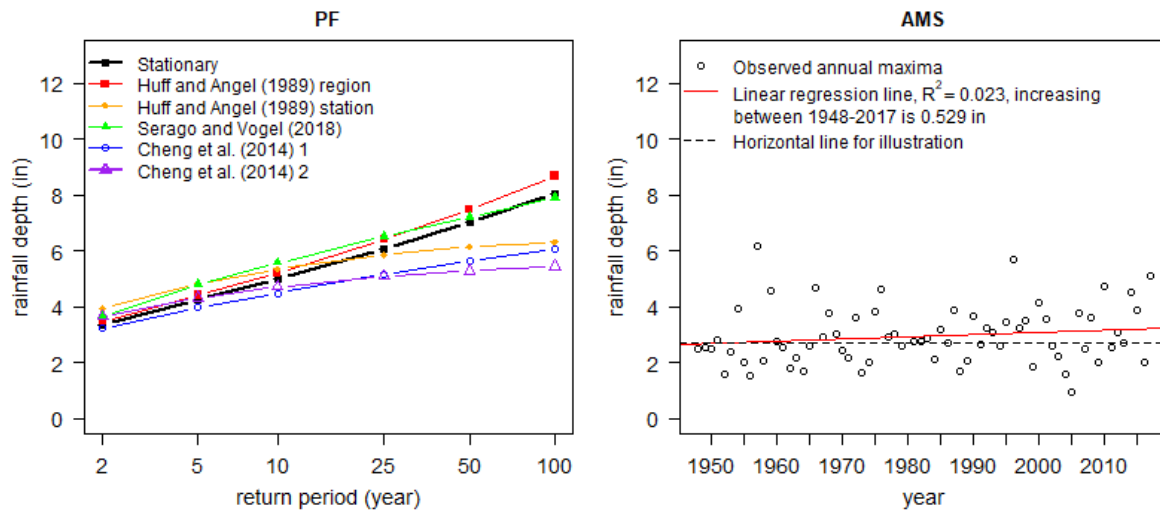 PF
Stationary
Huff and Angel (1989) region
Huff and Angel (1989) station
Serago and Vogel (2018)
Cheng et al. (2014) 1
Cheng et al. (2014) 2
rainfall depth (in)
12
10
8
6
4
2
0
2 5 10 25 50 100
return period (year)
AMS
Observed annual maxima
Linear regression line, R² = 0.023, increasing
between 1948-2017 is 0.529 in
Horizontal line for illustration
rainfall depth (in)
12
10
8
6
4
2
0
1950 1960 1970 1980 1990 2000 2010
year